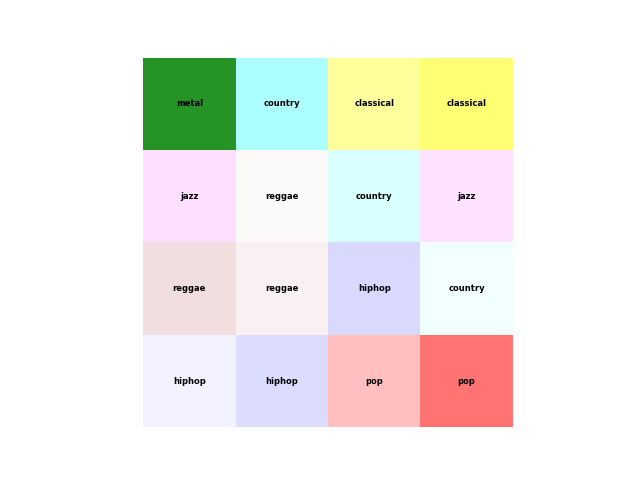 metal country classical classical
jazz reggae country jazz
reggae reggae hiphop country
hiphop hiphop pop pop